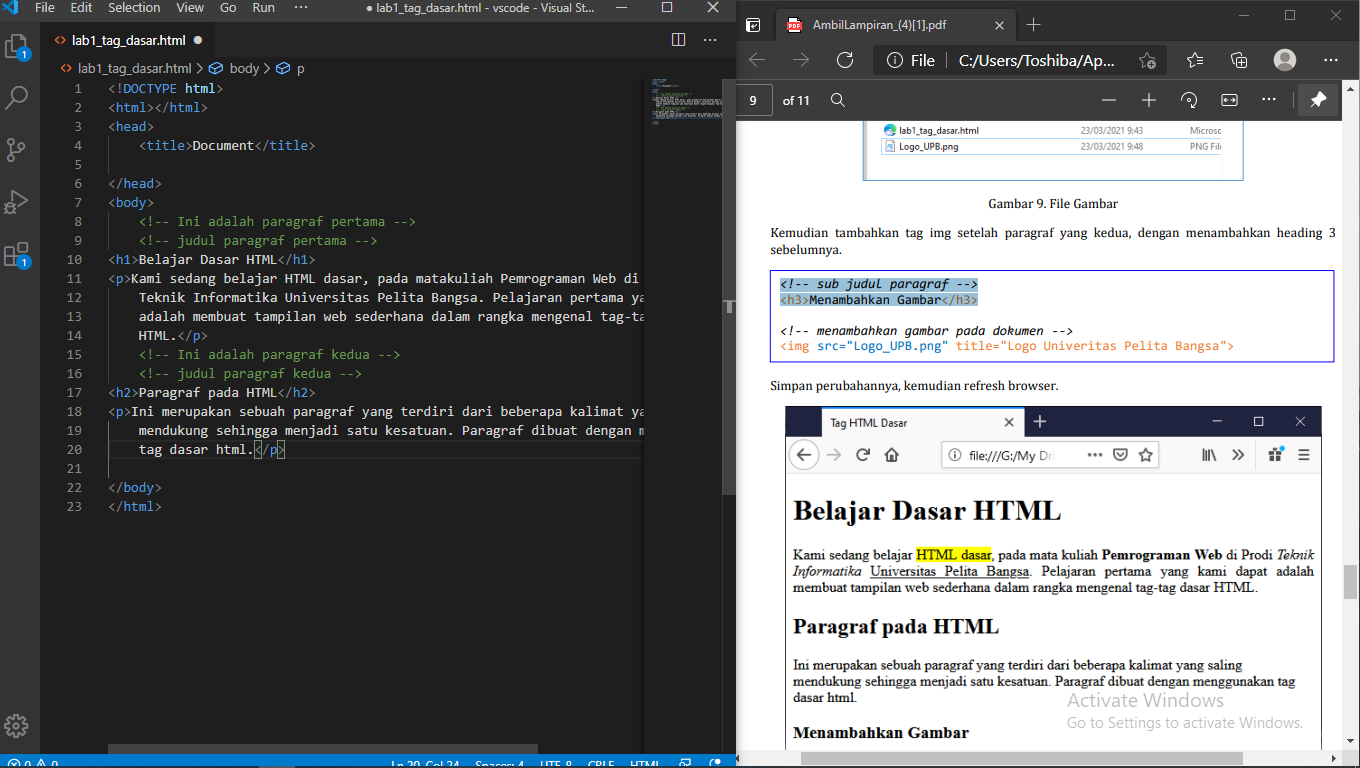 File Edit Selection View Go Run ··· ● lab1_tag_dasar.html - vscode - Visual St...
lab1_tag_dasar.html ●
lab1_tag_dasar.html > body > p
1
1
1 <!DOCTYPE html>
2 <html></html>
3 <head>
4 <title>Document</title>
5
6 </head>
7 <body>
8 <!-- Ini adalah paragraf pertama -->
9 <!-- judul paragraf pertama -->
10 <h1>Belajar Dasar HTML</h1>
11 <p>Kami sedang belajar HTML dasar, pada matakuliah Pemrograman Web di
12 Teknik Informatika Universitas Pelita Bangsa. Pelajaran pertama ya
13 adalah membuat tampilan web sederhana dalam rangka mengenal tag-ta
14 HTML.</p>
15 <!-- Ini adalah paragraf kedua -->
16 <!-- judul paragraf kedua -->
17 <h2>Paragraf pada HTML</h2>
18 <p>Ini merupakan sebuah paragraf yang terdiri dari beberapa kalimat ya
19 mendukung sehingga menjadi satu kesatuan. Paragraf dibuat dengan m
20 tag dasar html.</p>
21
22 </body>
23 </html>
0 0 Ln 20, Col 24 Spaces: 4 UTF-8 CRLF HTML
AmbilLampiran_(4)[1].pdf
File C:/Users/Toshiba/Ap...
9 of 11
lab1_tag_dasar.html 23/03/2021 9:43 Microsc
Logo_UPB.png 23/03/2021 9:48 PNG Fil
Gambar 9. File Gambar
Kemudian tambahkan tag img setelah paragraf yang kedua, dengan menambahkan heading 3
sebelumnya.
<!-- sub judul paragraf -->
<h3>Menambahkan Gambar</h3>
<!-- menambahkan gambar pada dokumen -->
<img src="Logo_UPB.png" title="Logo Univeritas Pelita Bangsa">
Simpan perubahannya, kemudian refresh browser.
Tag HTML Dasar
file:///G:/My Dri
Belajar Dasar HTML
Kami sedang belajar HTML dasar, pada mata kuliah Pemrograman Web di Prodi Teknik
Informatika Universitas Pelita Bangsa. Pelajaran pertama yang kami dapat adalah
membuat tampilan web sederhana dalam rangka mengenal tag-tag dasar HTML.
Paragraf pada HTML
Ini merupakan sebuah paragraf yang terdiri dari beberapa kalimat yang saling
mendukung sehingga menjadi satu kesatuan. Paragraf dibuat dengan menggunakan tag
dasar html.
Menambahkan Gambar
Activate Windows
Go to Settings to activate Windows.